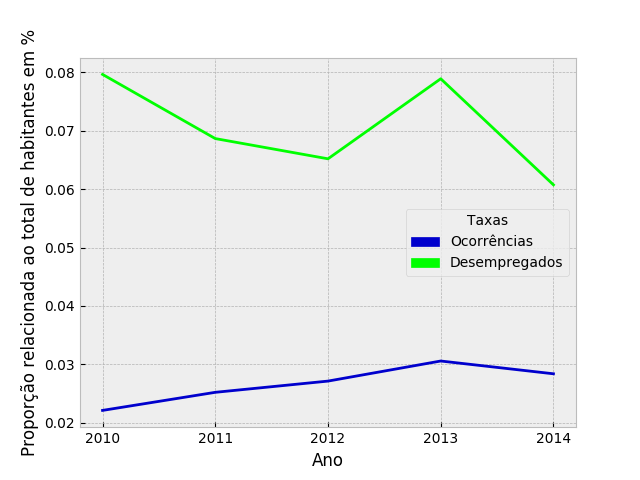 Proporção relacionada ao total de habitantes em %
0.08
0.07
0.06
0.05
0.04
0.03
0.02
Taxas
Ocorrências
Desempregados
2010 2011 2012 2013 2014
Ano